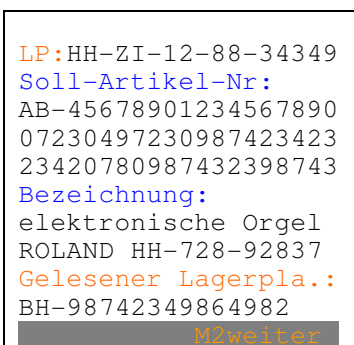 LP:HH-ZI-12-88-34349
Soll-Artikel-Nr:
AB-45678901234567890
07230497230987423423
23420780987432398743
Bezeichnung:
elektronische Orgel
ROLAND HH-728-92837
Gelesener Lagerpla.:
BH-98742349864982
M2weiter